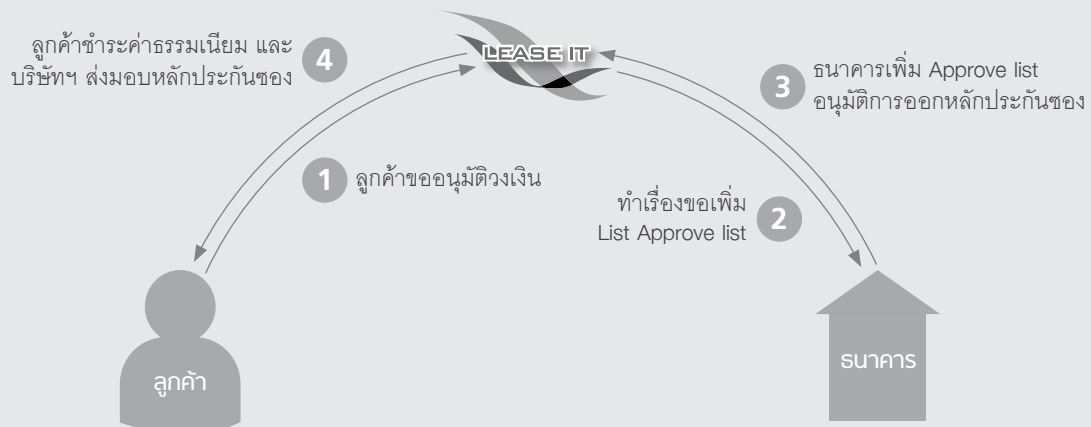 ลูกค้าชำระค่าธรรมเนียม และ
บริษัทฯ ส่งมอบหลักประกันซอง
4
LEASE IT
3
ธนาคารเพิ่ม Approve list
อนุมัติการออกหลักประกันซอง
1
ลูกค้าขออนุมัติวงเงิน
ทำเรื่องขอเพิ่ม
List Approve list
2
ลูกค้า
ธนาคาร